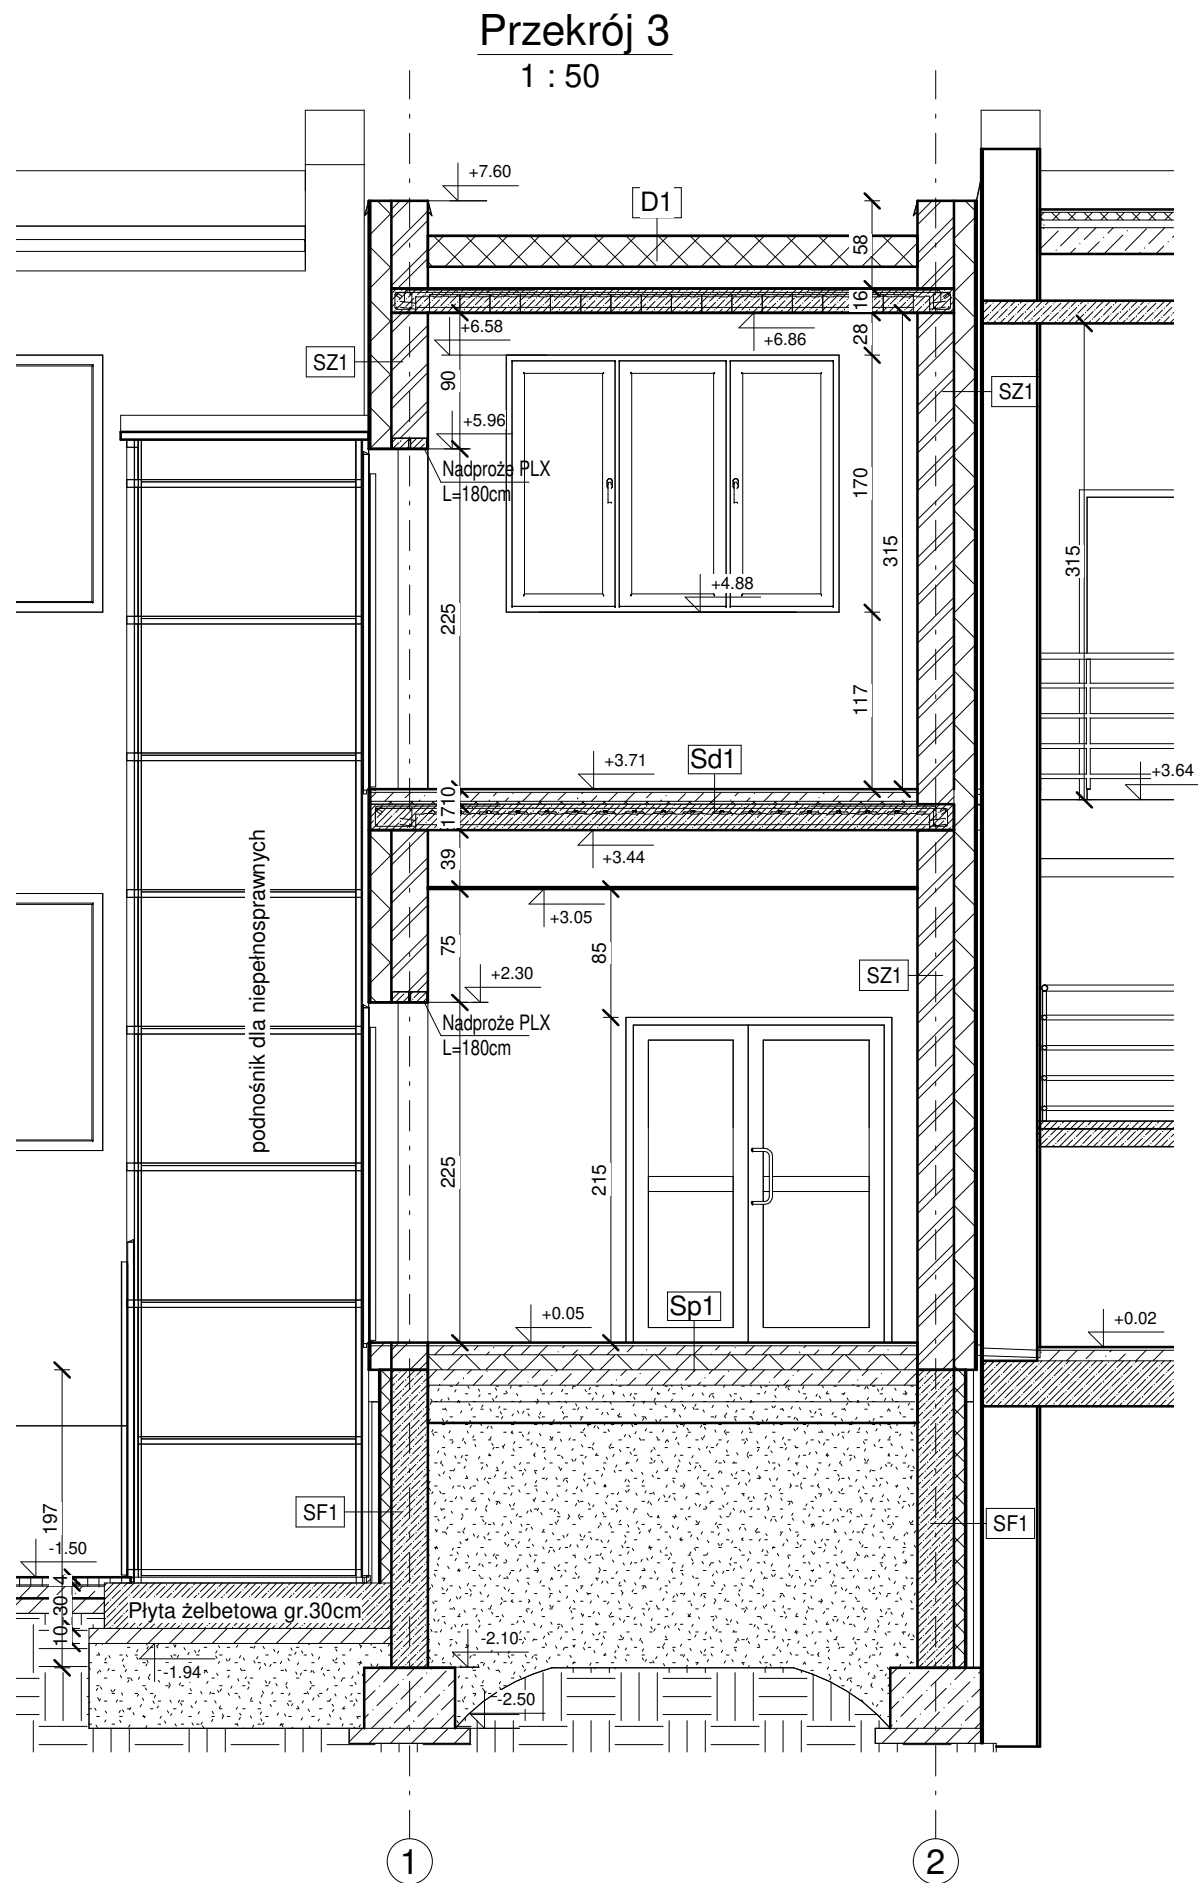 Przekrój 3
1 : 50
+7.60
D1
58
16
28
+6.58
+6.86
SZ1
SZ1
90
+5.96
Nadproże PLX
L=180cm
170
315
315
+4.88
225
117
+3.71
Sd1
+3.64
10
17
39
+3.44
+3.05
75
85
SZ1
+2.30
Nadproże PLX
L=180cm
podnośnik dla niepełnosprawnych
225
215
Sp1
+0.05
+0.02
197
SF1
SF1
-1.50
4
30
10
Płyta żelbetowa gr.30cm
-1.94
-2.10
-2.50
1
2